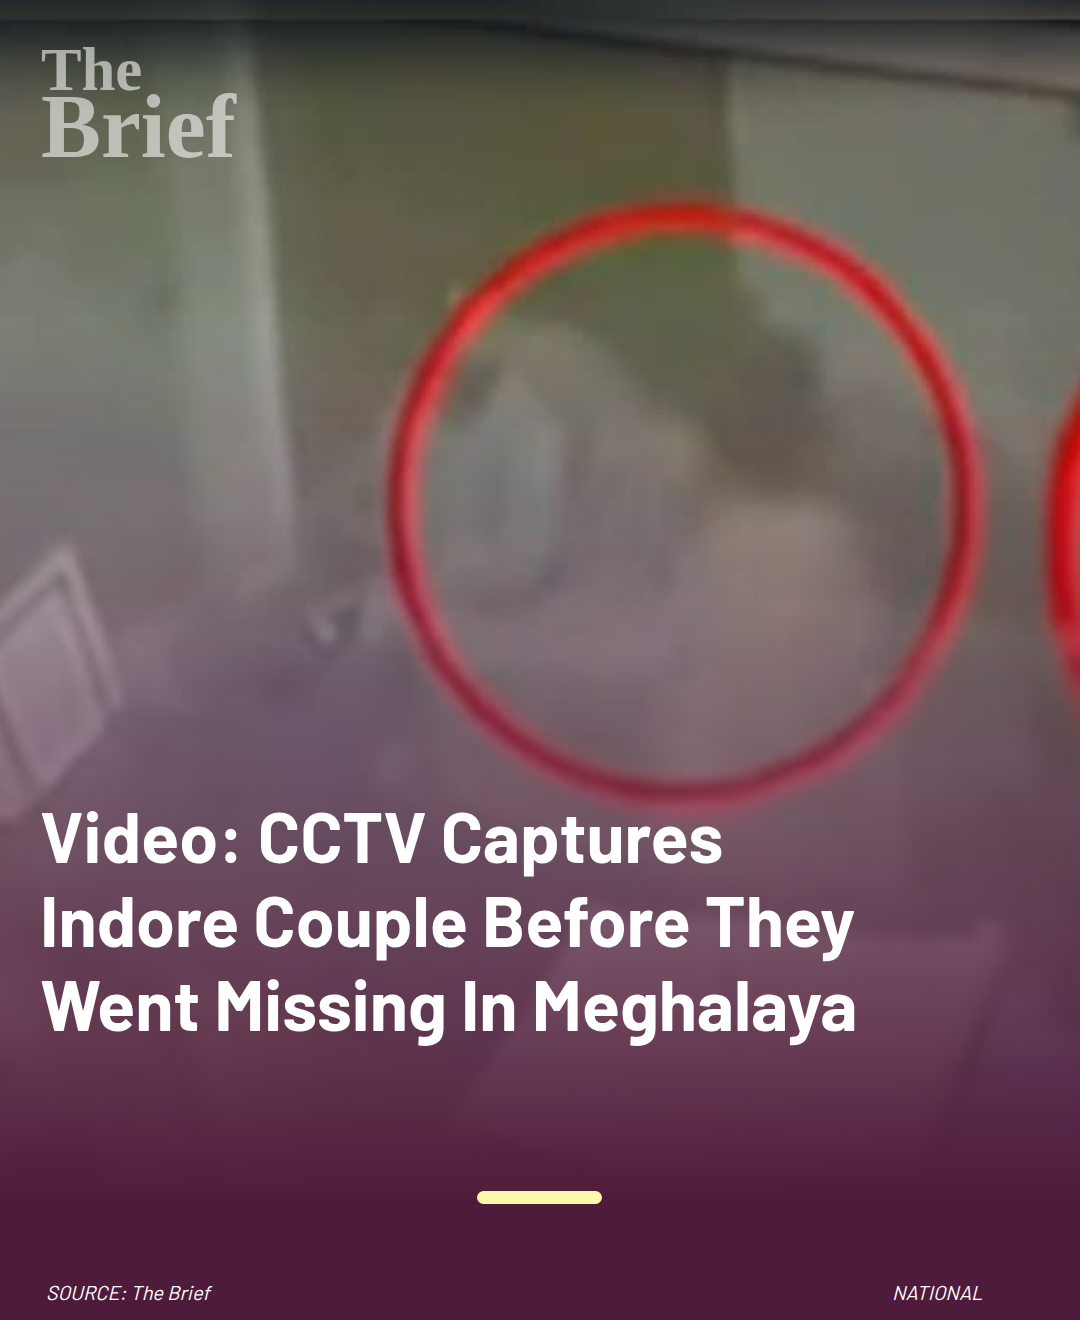 The
Brief
Video: CCTV Captures
Indore Couple Before They
Went Missing In Meghalaya
SOURCE: The Brief
NATIONAL